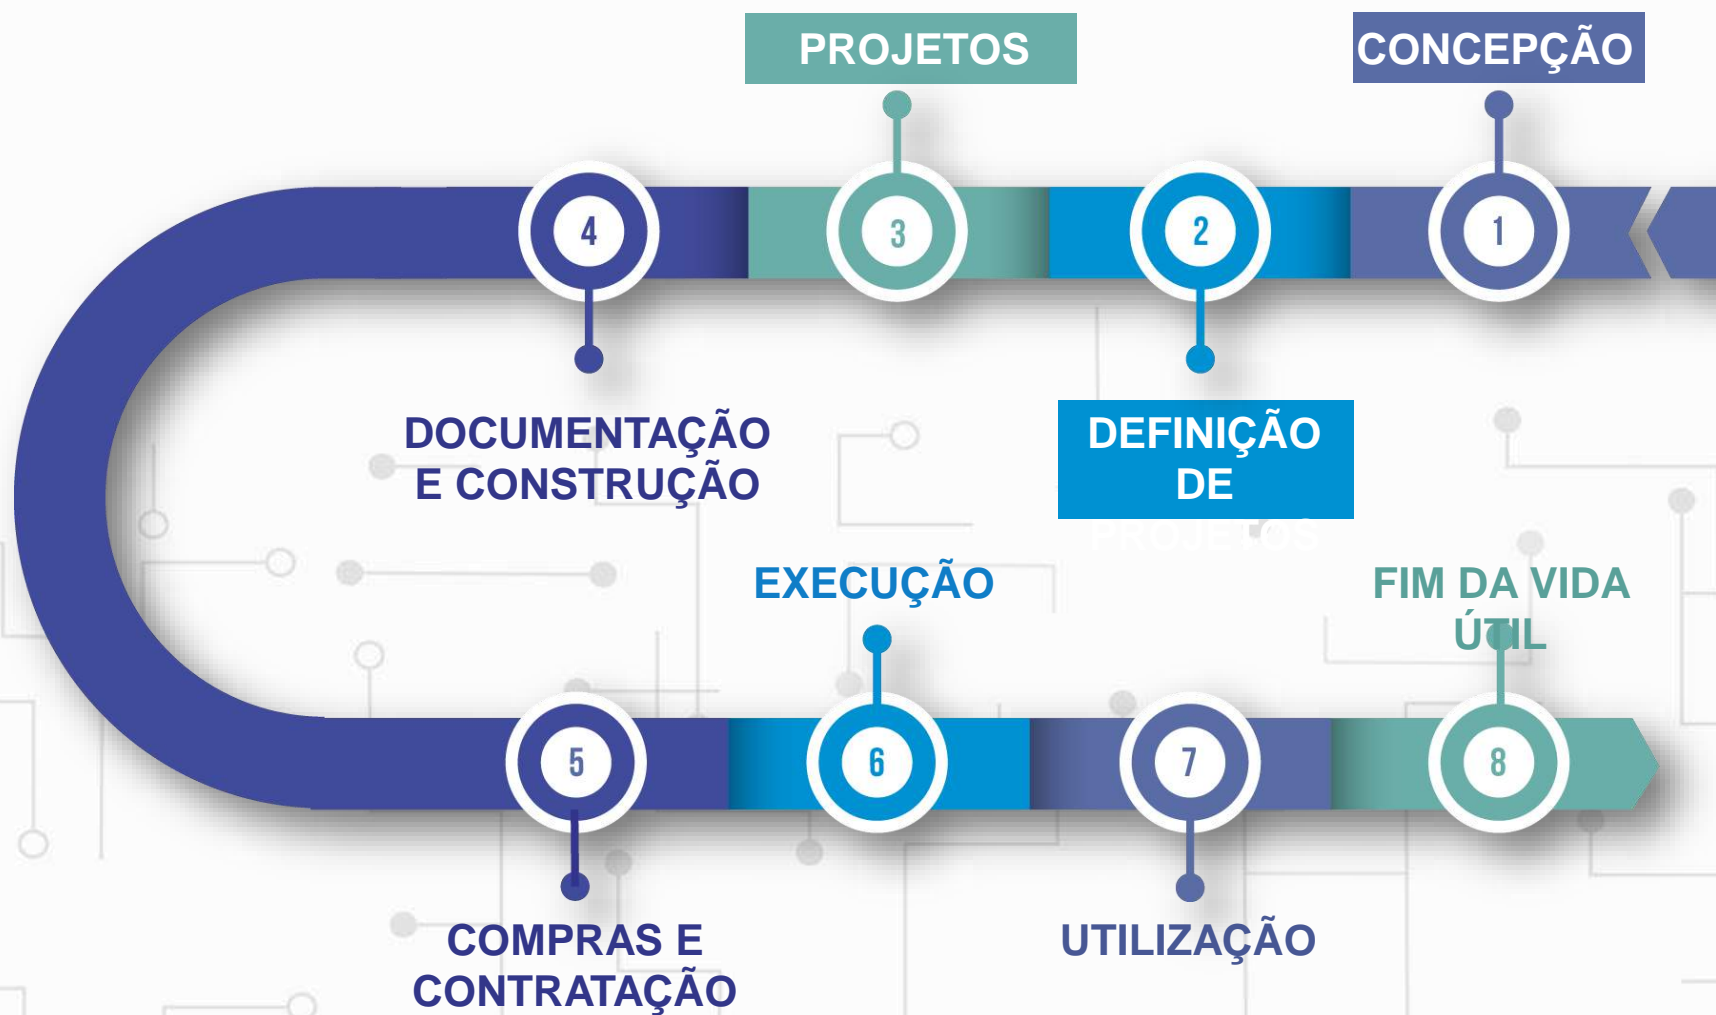 PROJETOS
CONCEPÇÃO
4
3
2
1
DOCUMENTAÇÃO
E CONSTRUÇÃO
DEFINIÇÃO
DE
PROJETOS
EXECUÇÃO
FIM DA VIDA
ÚTIL
5
6
7
8
COMPRAS E
CONTRATAÇÃO
UTILIZAÇÃO